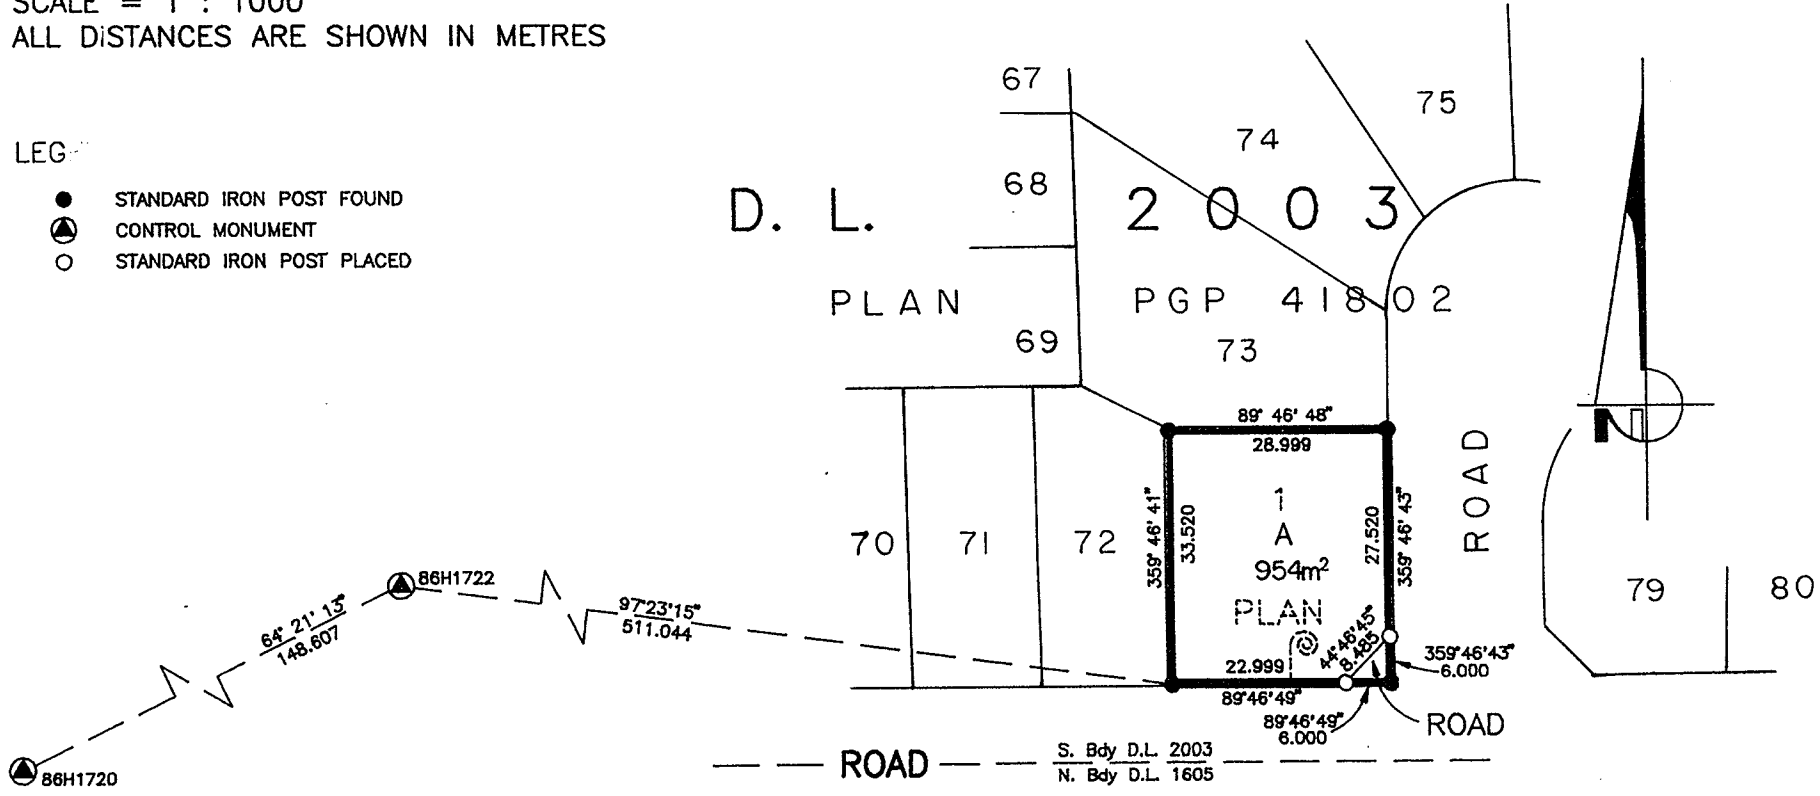 SCALE = 1 : 1000
ALL DISTANCES ARE SHOWN IN METRES
LEG
STANDARD IRON POST FOUND
CONTROL MONUMENT
STANDARD IRON POST PLACED
67
68
69
74
75
D. L. 2003
PLAN PGP 41802
73
89° 46' 48"
28.999
70
71
72
359° 46' 41"
33.520
1
A
954m²
PLAN
27.520
359° 46' 43"
ROAD
N
79
80
86H1722
64° 21' 13"
148.607
97°23'15"
511.044
44°46'45"
8.485
22.999
89°46'49"
359°46'43"
6.000
89°46'49"
6.000
ROAD
86H1720
ROAD
S. Bdy D.L. 2003
N. Bdy D.L. 1605